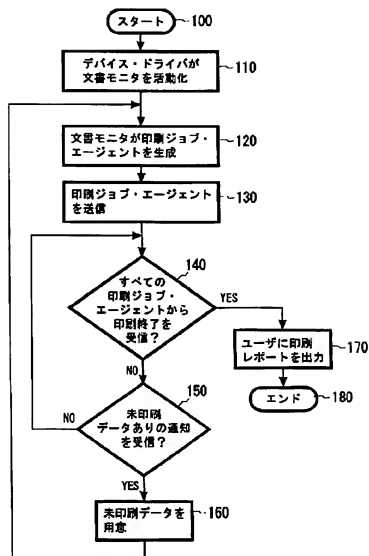 スタート
100
デバイス・ドライバが
文書モニタを活動化
110
文書モニタが印刷ジョブ・
エージェントを生成
120
印刷ジョブ・エージェント
を送信
130
140
すべての
印刷ジョブ・
エージェントから
印刷終了を
受信？
YES
NO
ユーザに印刷
レポートを出力
170
エンド
180
150
未印刷
データありの通知
を受信？
NO
YES
未印刷データを
用意
160